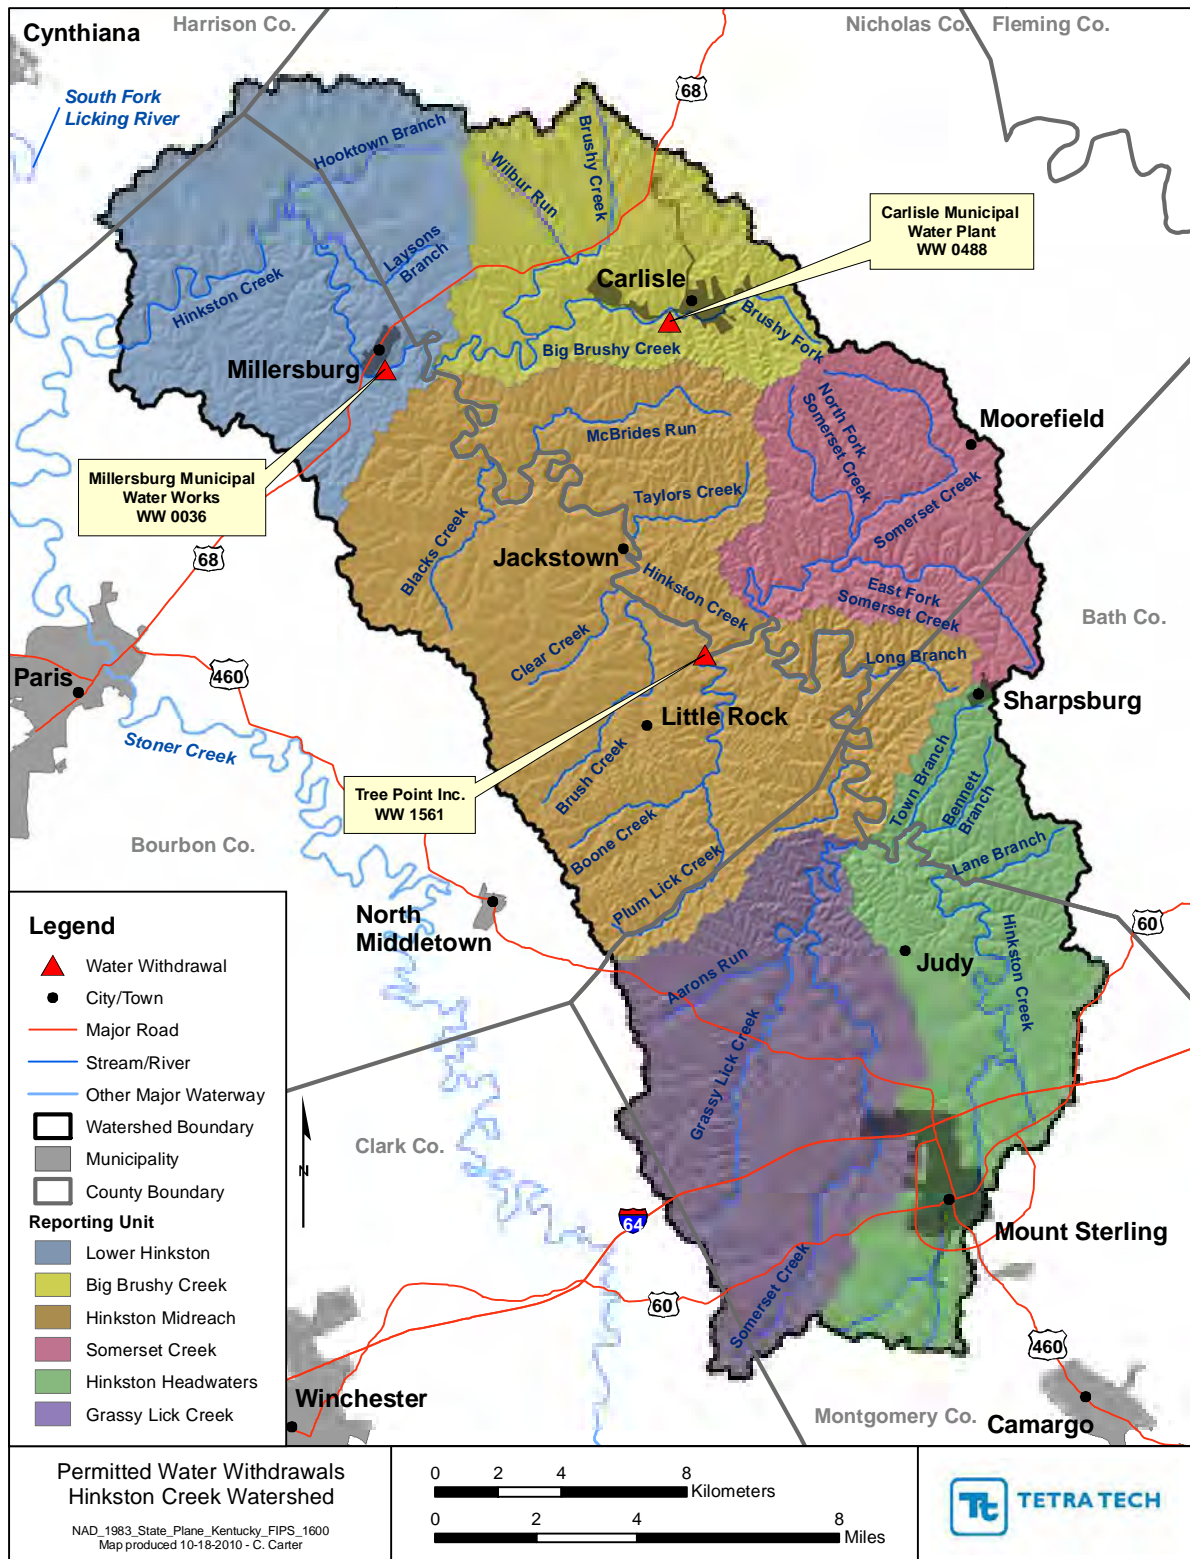 Cynthiana
Harrison Co.
Nicholas Co.
Fleming Co.
68
South Fork
Licking River
Hooktown Branch
Wilbur Run
Brushy Creek
Carlisle Municipal
Water Plant
WW 0488
Laysons
Branch
Hinkston Creek
Carlisle
Brushy Fork
Big Brushy Creek
Millersburg
North Fork
Somerset Creek
Moorefield
McBrides Run
Millersburg Municipal
Water Works
WW 0036
Taylors Creek
Somerset Creek
Blacks Creek
68
Jackstown
Hinkston Creek
East Fork
Somerset Creek
Bath Co.
Clear Creek
Long Branch
460
Paris
Sharpsburg
Little Rock
Stoner Creek
Town Branch
Bennett
Branch
Brush Creek
Tree Point Inc.
WW 1561
Bourbon Co.
Boone Creek
Lane Branch
Plum Lick Creek
North
Middletown
Hinkston Creek
60
Judy
Aarons Run
Grassy Lick Creek
Clark Co.
64
Mount Sterling
60
Somerset Creek
460
Winchester
Montgomery Co.
Camargo
Legend
Water Withdrawal
City/Town
Major Road
Stream/River
Other Major Waterway
Watershed Boundary
Municipality
County Boundary
N
Reporting Unit
Lower Hinkston
Big Brushy Creek
Hinkston Midreach
Somerset Creek
Hinkston Headwaters
Grassy Lick Creek
Permitted Water Withdrawals
Hinkston Creek Watershed
NAD_1983_State_Plane_Kentucky_FIPS_1600
Map produced 10-18-2010 - C. Carter
0 2 4 8
Kilometers
0 2 4 8
Miles
Tt
TETRA TECH